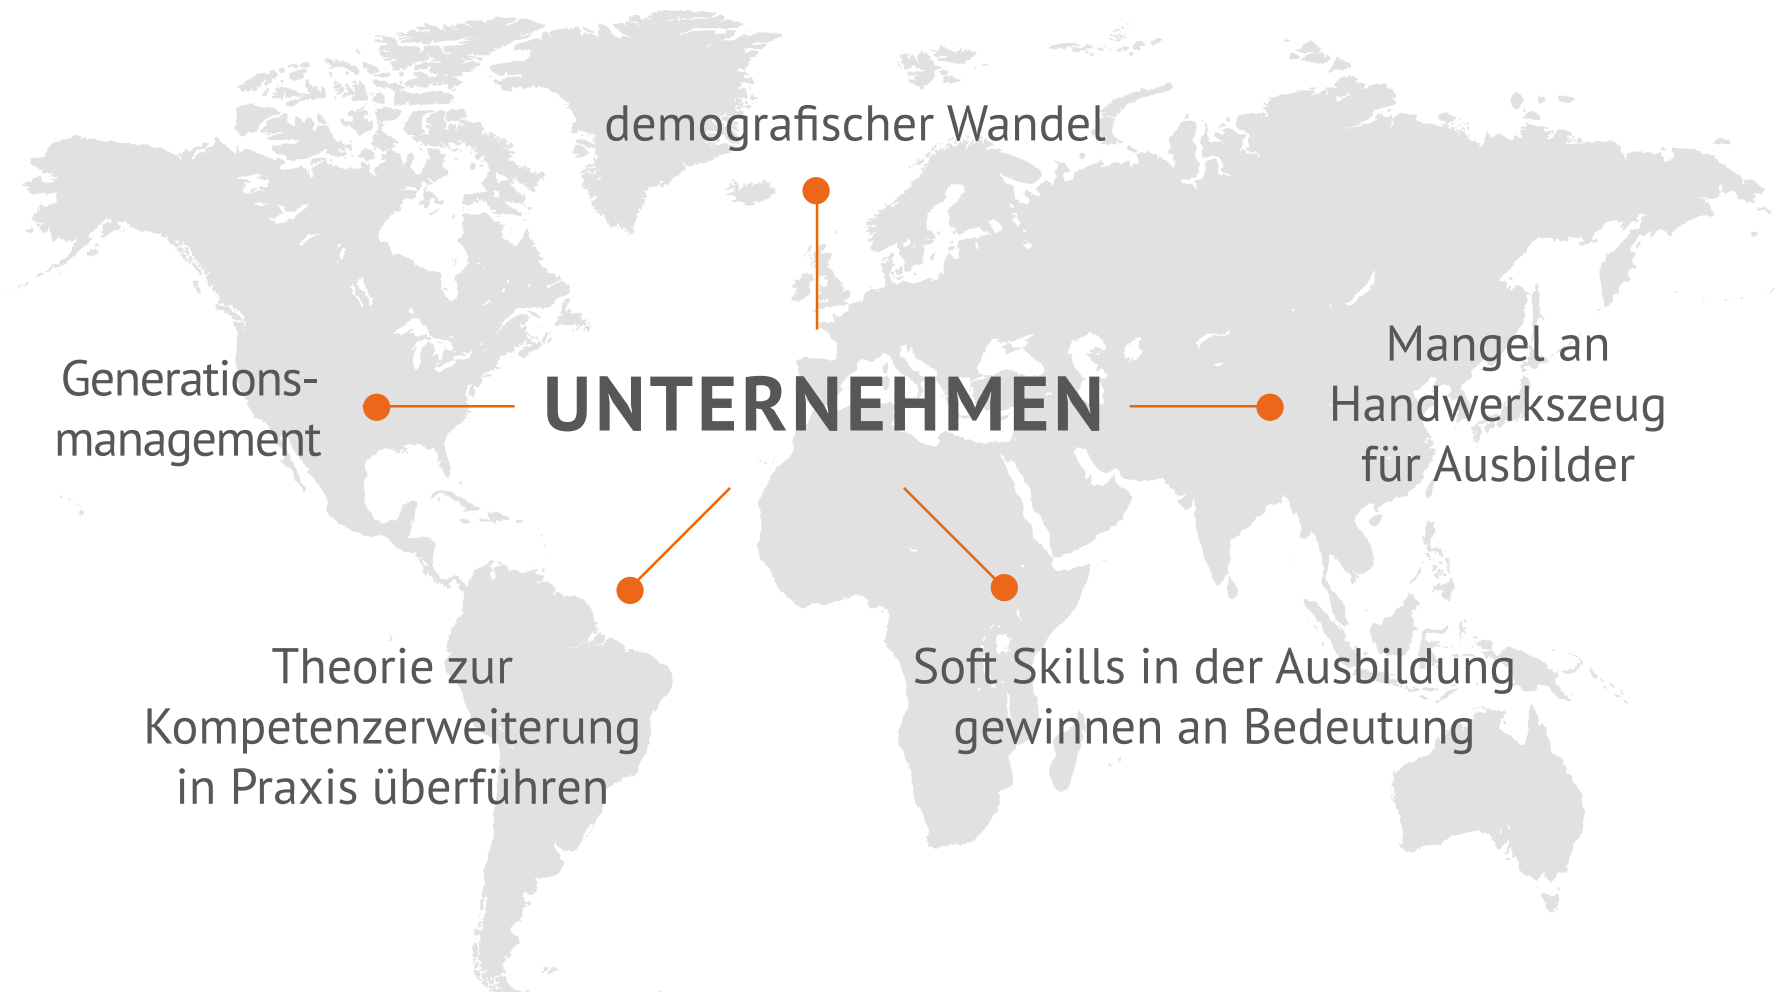 demografischer Wandel
Generations-
management
UNTERNEHMEN
Mangel an
Handwerkszeug
für Ausbilder
Theorie zur
Kompetenzerweiterung
in Praxis überführen
Soft Skills in der Ausbildung
gewinnen an Bedeutung